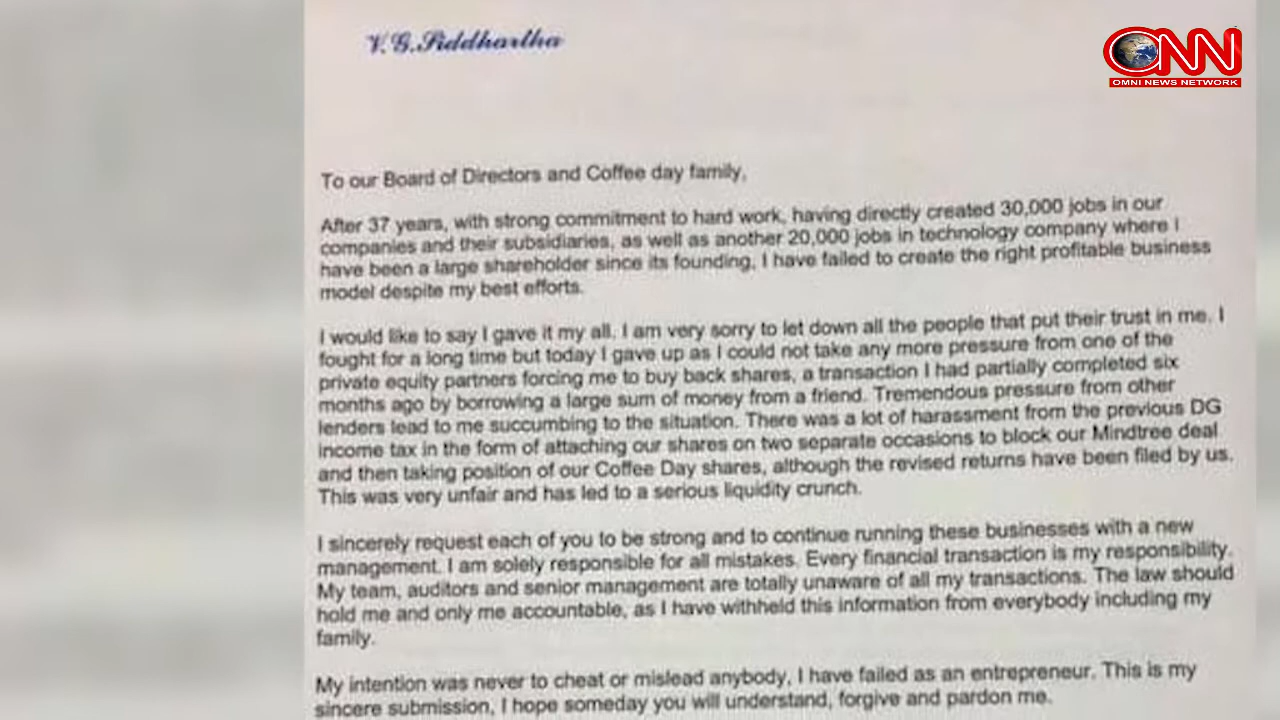 V.G.Siddhartha
ONN
OMNI NEWS NETWORK
To our Board of Directors and Coffee day family,
After 37 years, with strong commitment to hard work, having directly created 30,000 jobs in our
companies and their subsidiaries, as well as another 20,000 jobs in technology company where I
have been a large shareholder since its founding, I have failed to create the right profitable business
model despite my best efforts.
I would like to say I gave it my all. I am very sorry to let down all the people that put their trust in me. I
fought for a long time but today I gave up as I could not take any more pressure from one of the
private equity partners forcing me to buy back shares, a transaction I had partially completed six
months ago by borrowing a large sum of money from a friend. Tremendous pressure from other
lenders lead to me succumbing to the situation. There was a lot of harassment from the previous DG
income tax in the form of attaching our shares on two separate occasions to block our Mindtree deal
and then taking position of our Coffee Day shares, although the revised returns have been filed by us.
This was very unfair and has led to a serious liquidity crunch.
I sincerely request each of you to be strong and to continue running these businesses with a new
management. I am solely responsible for all mistakes. Every financial transaction is my responsibility.
My team, auditors and senior management are totally unaware of all my transactions. The law should
hold me and only me accountable, as I have withheld this information from everybody including my
family.
My intention was never to cheat or mislead anybody, I have failed as an entrepreneur. This is my
sincere submission, I hope someday you will understand, forgive and pardon me.